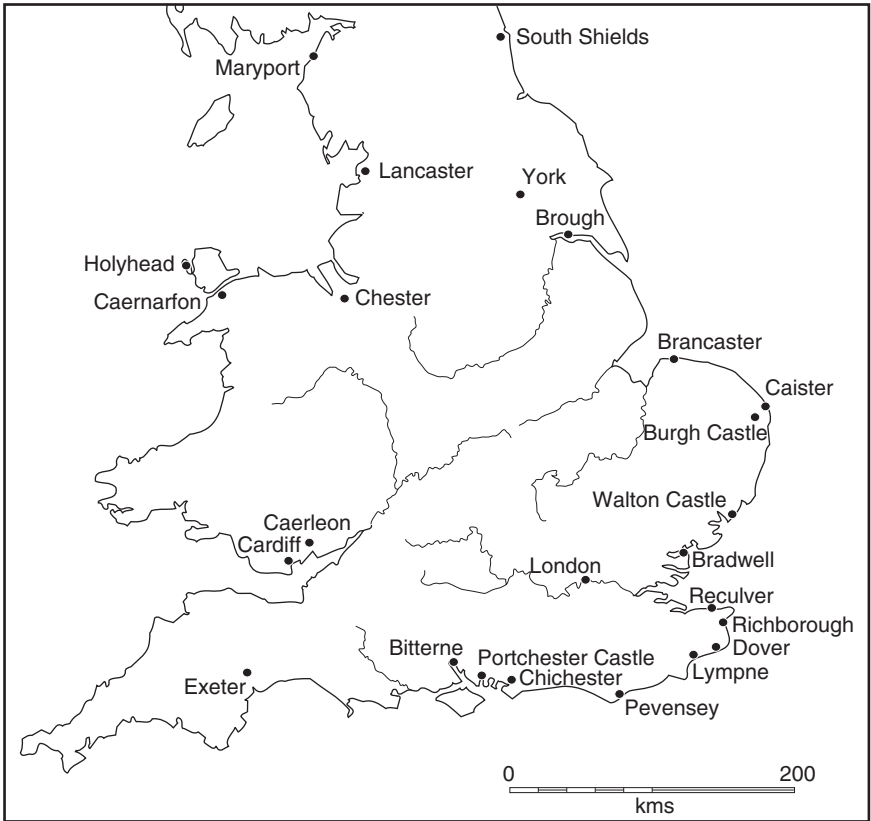 South Shields
Maryport
Lancaster
York
Brough
Holyhead
Caernarfon
Chester
Brancaster
Caister
Burgh Castle
Walton Castle
Caerleon
Cardiff
Bradwell
London
Reculver
Richborough
Bitterne
Portchester Castle
Dover
Chichester
Lympne
Exeter
Pevensey
0 200
kms